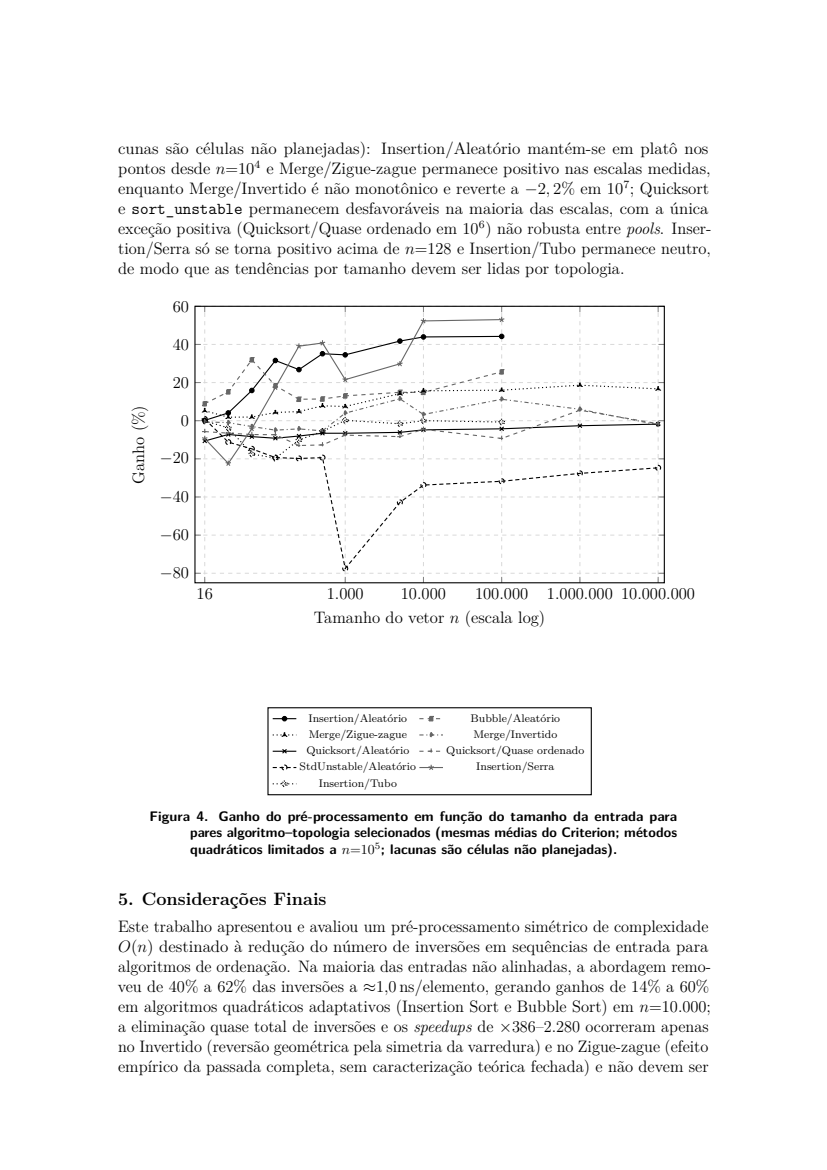 cunas são células não planejadas): Insertion/Aleatório mantém-se em platô nos
pontos desde n=10⁴ e Merge/Zigue-zague permanece positivo nas escalas medidas,
enquanto Merge/Invertido é não monotônico e reverte a −2, 2% em 10⁷; Quicksort
e sort_unstable permanecem desfavoráveis na maioria das escalas, com a única
exceção positiva (Quicksort/Quase ordenado em 10⁶) não robusta entre pools. Inser-
tion/Serra só se torna positivo acima de n=128 e Insertion/Tubo permanece neutro,
de modo que as tendências por tamanho devem ser lidas por topologia.
60
40
20
0
−20
−40
−60
−80
Ganho (%)
16 1.000 10.000 100.000 1.000.000 10.000.000
Tamanho do vetor n (escala log)
Insertion/Aleatório Bubble/Aleatório
Merge/Zigue-zague Merge/Invertido
Quicksort/Aleatório Quicksort/Quase ordenado
StdUnstable/Aleatório Insertion/Serra
Insertion/Tubo
Figura 4. Ganho do pré-processamento em função do tamanho da entrada para
pares algoritmo–topologia selecionados (mesmas médias do Criterion; métodos
quadráticos limitados a n=10⁵; lacunas são células não planejadas).
5. Considerações Finais
Este trabalho apresentou e avaliou um pré-processamento simétrico de complexidade
O(n) destinado à redução do número de inversões em sequências de entrada para
algoritmos de ordenação. Na maioria das entradas não alinhadas, a abordagem remo-
veu de 40% a 62% das inversões a ≈1,0 ns/elemento, gerando ganhos de 14% a 60%
em algoritmos quadráticos adaptativos (Insertion Sort e Bubble Sort) em n=10.000;
a eliminação quase total de inversões e os speedups de ×386–2.280 ocorreram apenas
no Invertido (reversão geométrica pela simetria da varredura) e no Zigue-zague (efeito
empírico da passada completa, sem caracterização teórica fechada) e não devem ser